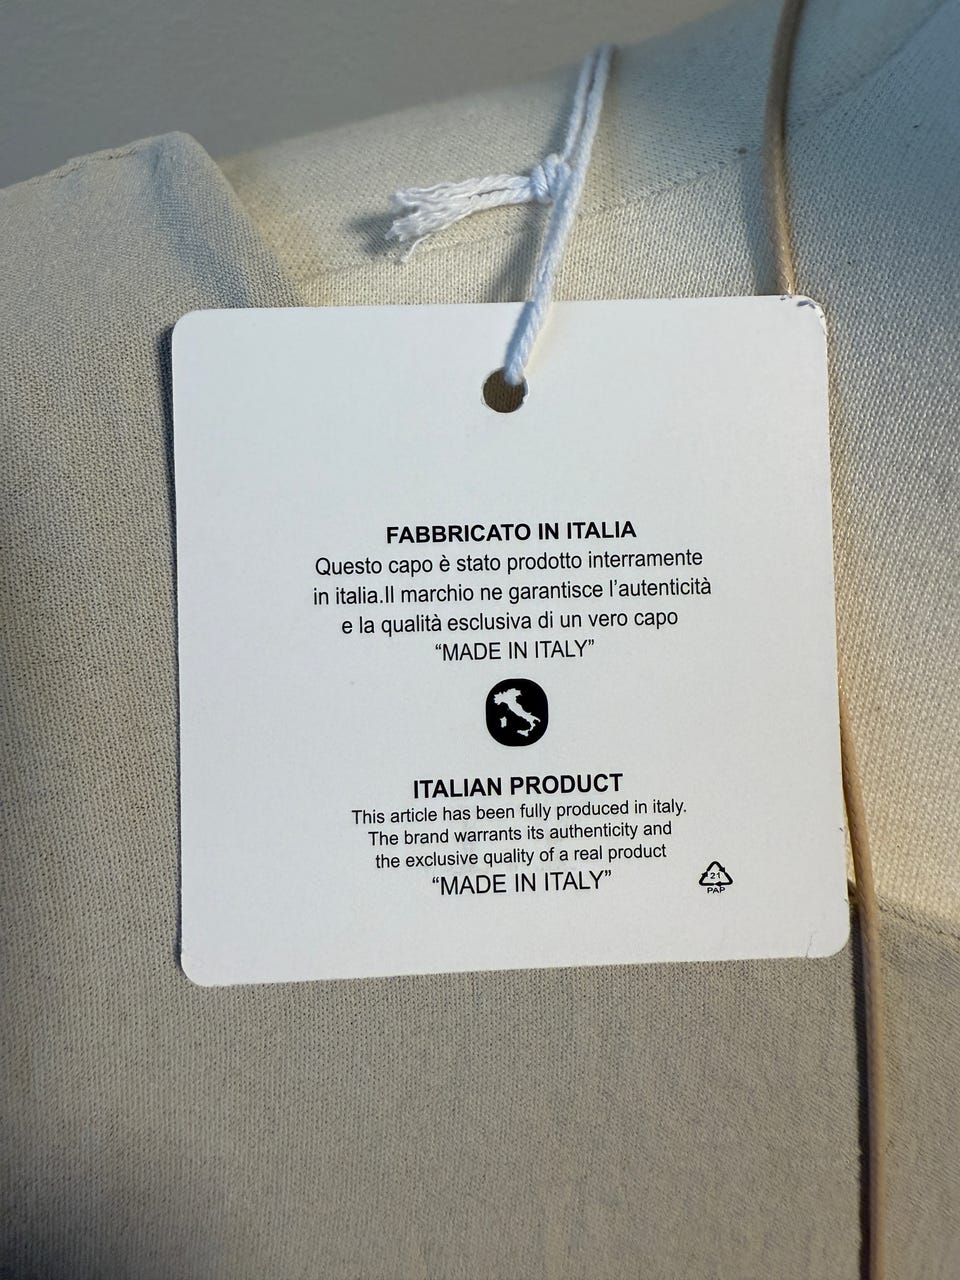 FABBRICATO IN ITALIA
Questo capo è stato prodotto interramente
in italia.Il marchio ne garantisce l'autenticità
e la qualità esclusiva di un vero capo
“MADE IN ITALY”
ITALIAN PRODUCT
This article has been fully produced in italy.
The brand warrants its authenticity and
the exclusive quality of a real product
“MADE IN ITALY”
21
PAP